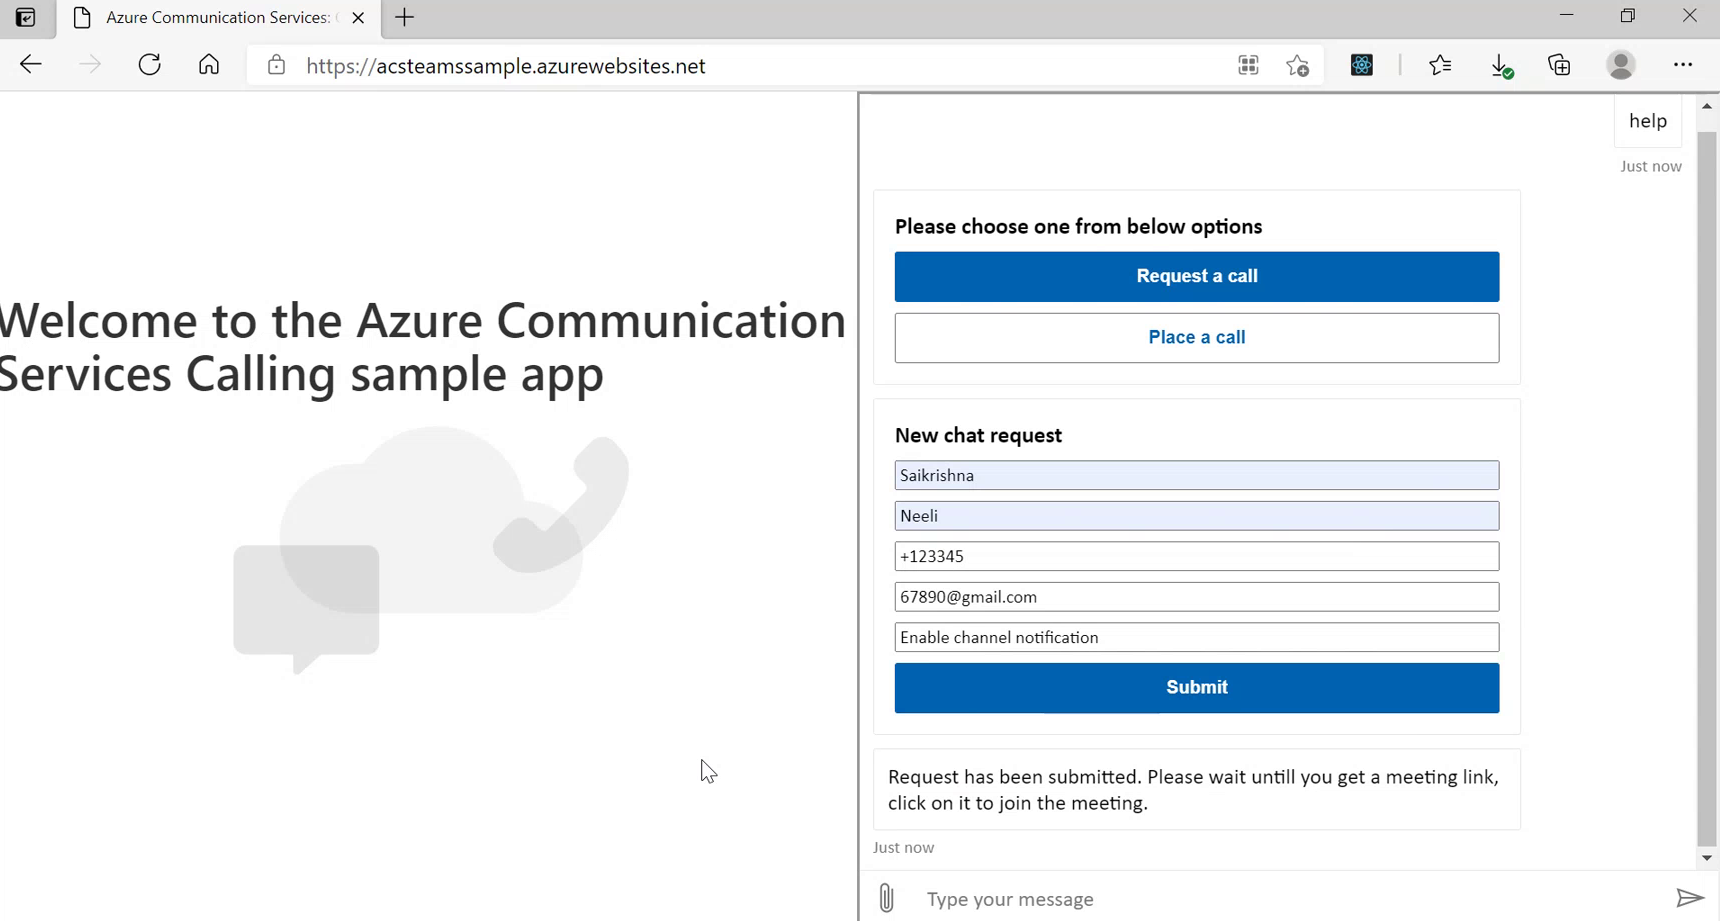 Azure Communication Services:
https://acsteamssample.azurewebsites.net
Welcome to the Azure Communication
Services Calling sample app
help
Just now
Please choose one from below options
Request a call
Place a call
New chat request
Saikrishna
Neeli
+123345
67890@gmail.com
Enable channel notification
Submit
Request has been submitted. Please wait untill you get a meeting link,
click on it to join the meeting.
Just now
Type your message